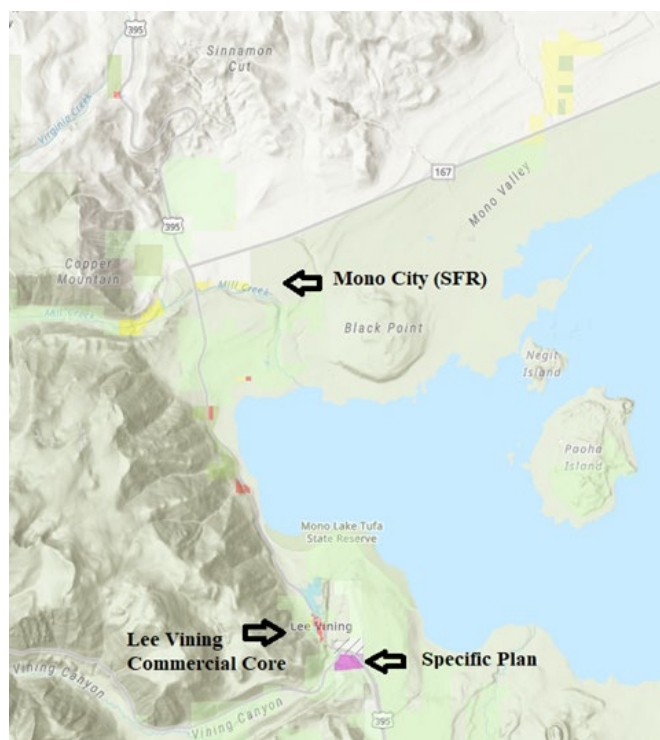 395
Sinnamon
Cut
Virginia Creek
167
Mono Valley
395
Copper
Mountain
Mill Creek
Mono City (SFR)
Mill Creek
Black Point
Negit
Island
Paoha
Island
Mono Lake Tufa
State Reserve
Lee Vining
Lee Vining
Commercial Core
Specific Plan
Vining Canyon
Vining Canyon
395